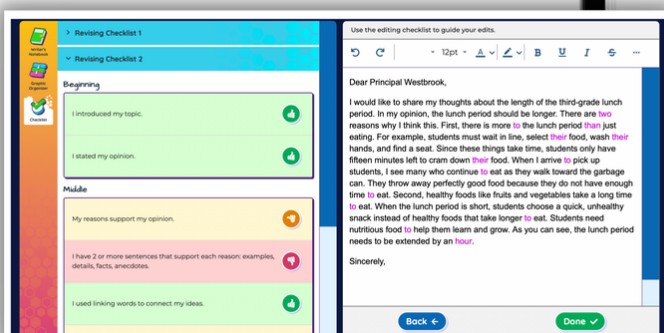 Writer's
Notebook
Graphic
Organizer
Checklist
Revising Checklist 1
Revising Checklist 2
Beginning
I introduced my topic.
I stated my opinion.
Middle
My reasons support my opinion.
I have 2 or more sentences that support each reason: examples,
details, facts, anecdotes.
I used linking words to connect my ideas.
Use the editing checklist to guide your edits.
12pt A B U I S ...
Dear Principal Westbrook,
I would like to share my thoughts about the length of the third-grade lunch
period. In my opinion, the lunch period should be longer. There are two
reasons why I think this. First, there is more to the lunch period than just
eating. For example, students must wait in line, select their food, wash their
hands, and find a seat. Since these things take time, students only have
fifteen minutes left to cram down their food. When I arrive to pick up
students, I see many who continue to eat as they walk toward the garbage
can. They throw away perfectly good food because they do not have enough
time to eat. Second, healthy foods like fruits and vegetables take a long time
to eat. When the lunch period is short, students choose a quick, unhealthy
snack instead of healthy foods that take longer to eat. Students need
nutritious food to help them learn and grow. As you can see, the lunch period
needs to be extended by an hour.
Sincerely,
Back
Done